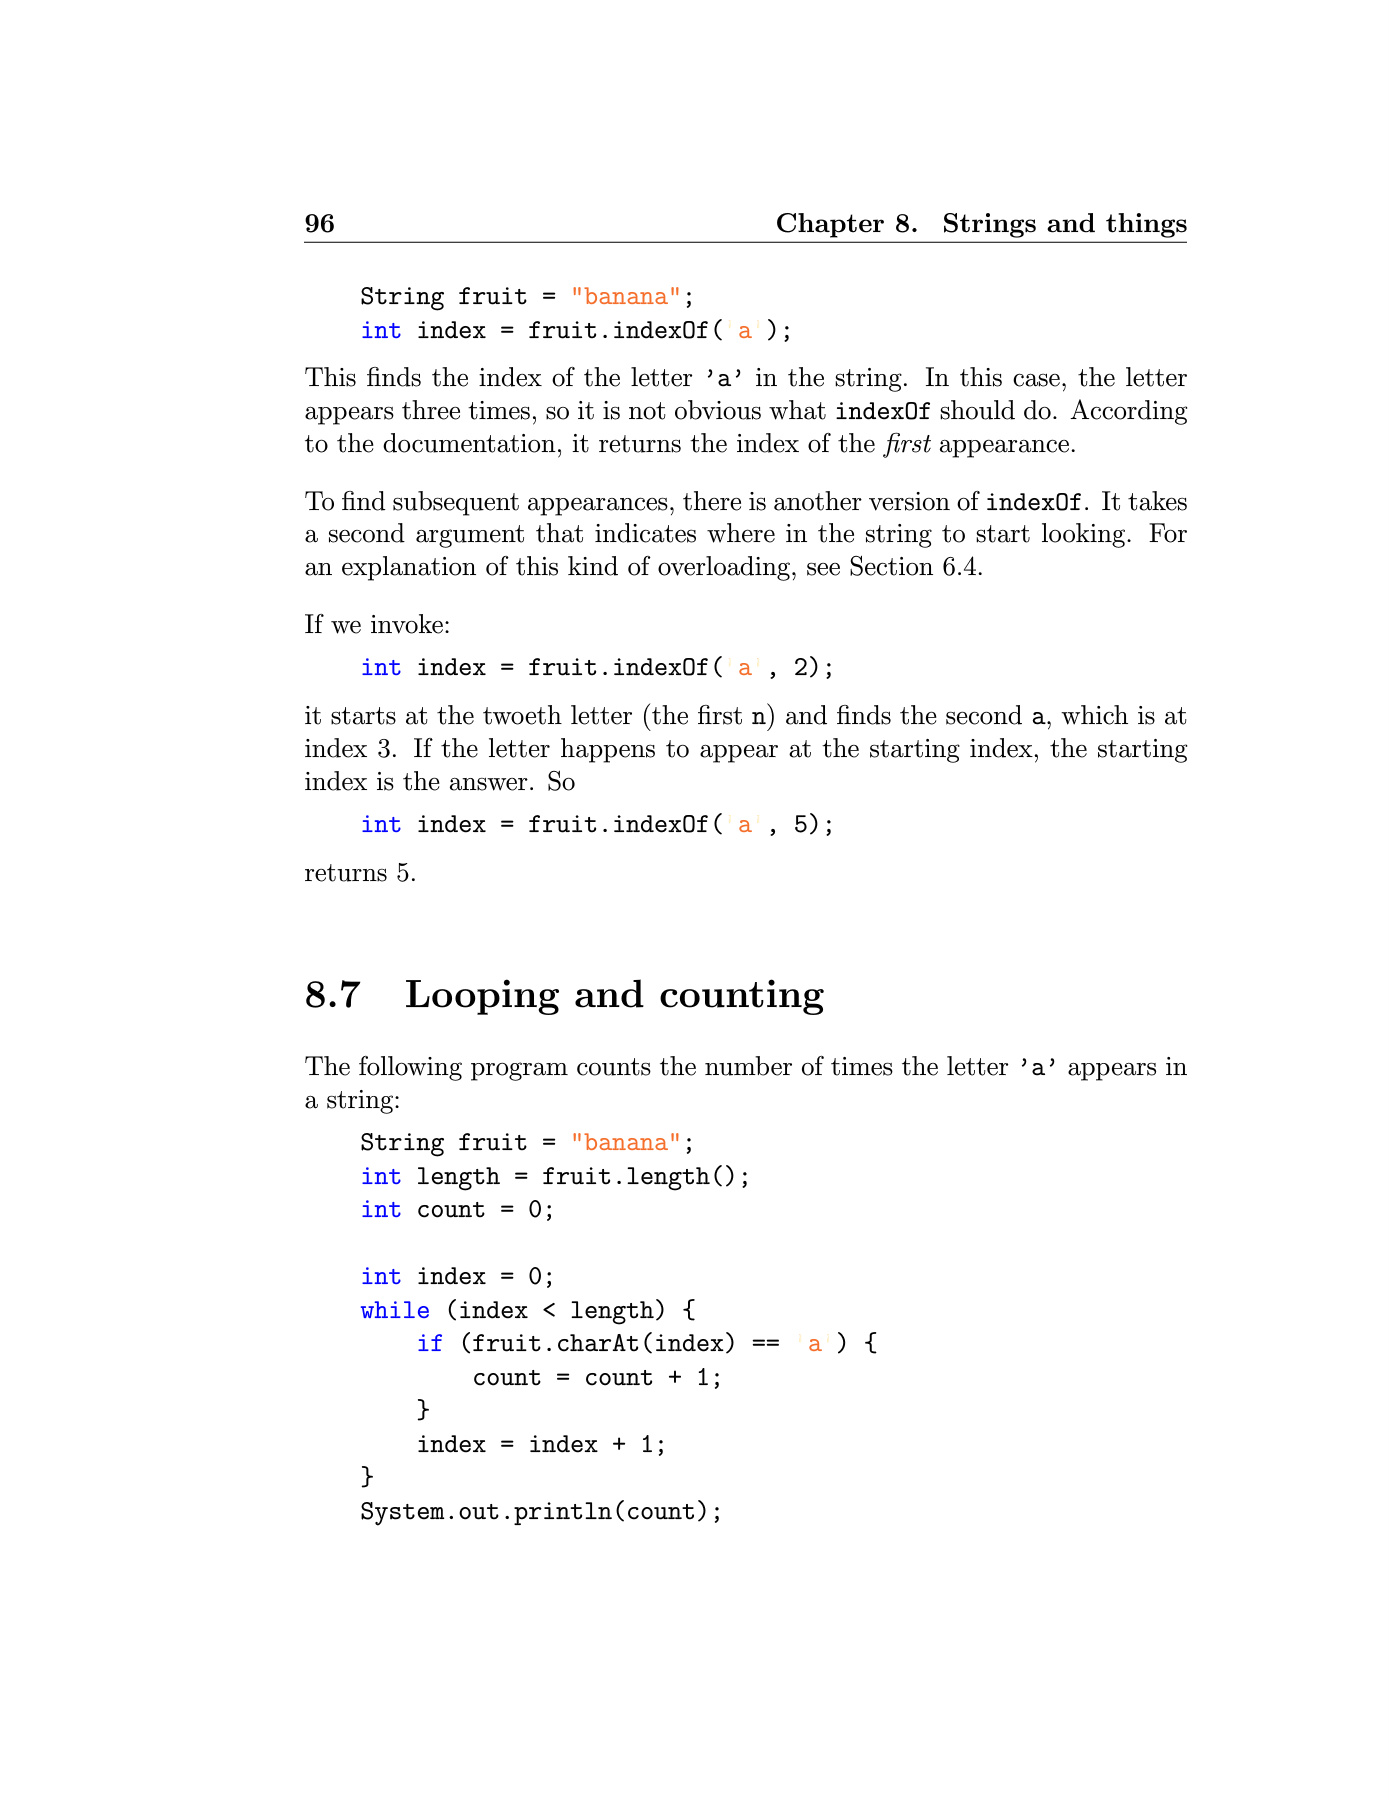 96 Chapter 8. Strings and things
String fruit = "banana";
int index = fruit.indexOf('a');
This finds the index of the letter ’a’ in the string. In this case, the letter
appears three times, so it is not obvious what indexOf should do. According
to the documentation, it returns the index of the first appearance.
To find subsequent appearances, there is another version of indexOf. It takes
a second argument that indicates where in the string to start looking. For
an explanation of this kind of overloading, see Section 6.4.
If we invoke:
int index = fruit.indexOf('a', 2);
it starts at the twoeth letter (the first n) and finds the second a, which is at
index 3. If the letter happens to appear at the starting index, the starting
index is the answer. So
int index = fruit.indexOf('a', 5);
returns 5.
8.7 Looping and counting
The following program counts the number of times the letter ’a’ appears in
a string:
String fruit = "banana";
int length = fruit.length();
int count = 0;
int index = 0;
while (index < length) {
if (fruit.charAt(index) == 'a') {
count = count + 1;
}
index = index + 1;
}
System.out.println(count);